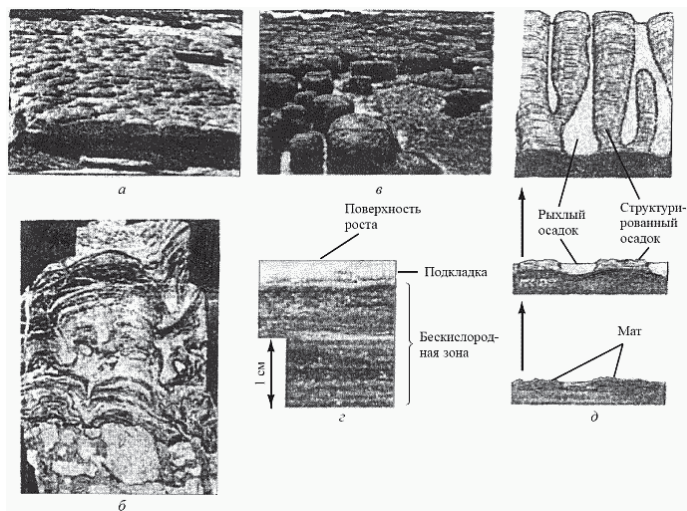 а
в
Поверхность
роста
Подкладка
Бескислород-
ная зона
1 см
г
б
Рыхлый
осадок
Структури-
рованный
осадок
Мат
д